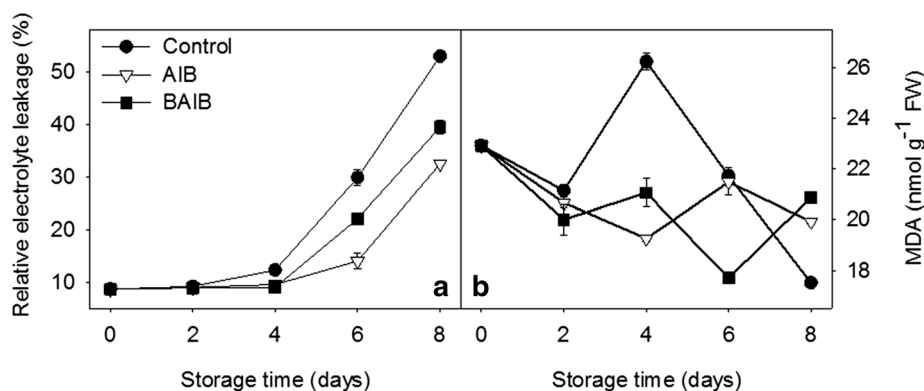 Relative electrolyte leakage (%)
50
40
30
20
10
Control
AIB
BAIB
a
0 2 4 6 8
Storage time (days)
b
0 2 4 6 8
Storage time (days)
26
24
22
20
18
MDA (nmol g⁻¹ FW)